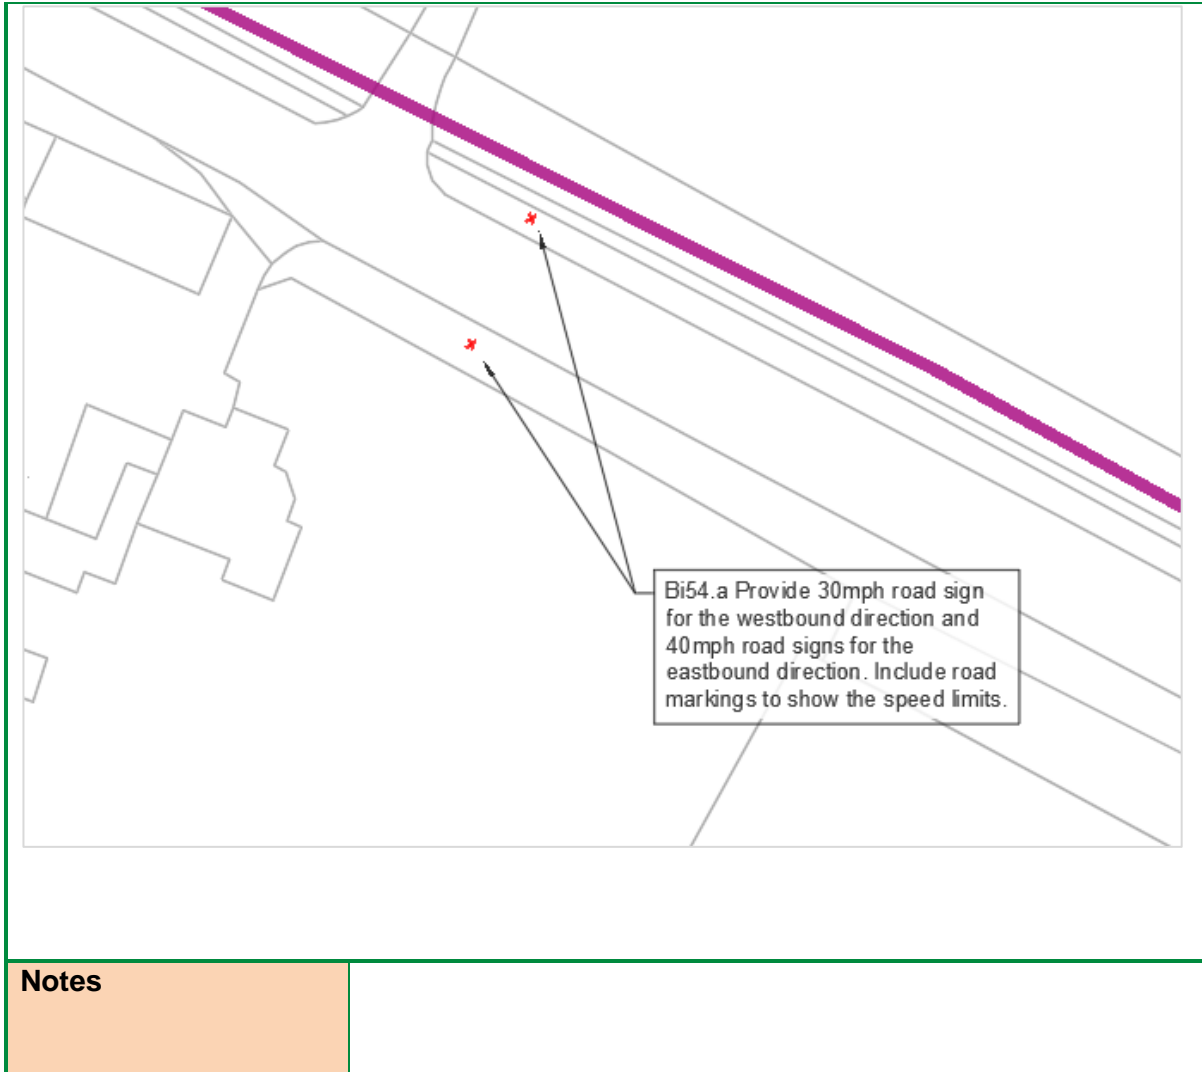 Bi54.a Provide 30mph road sign
for the westbound direction and
40mph road signs for the
eastbound direction. Include road
markings to show the speed limits.
Notes